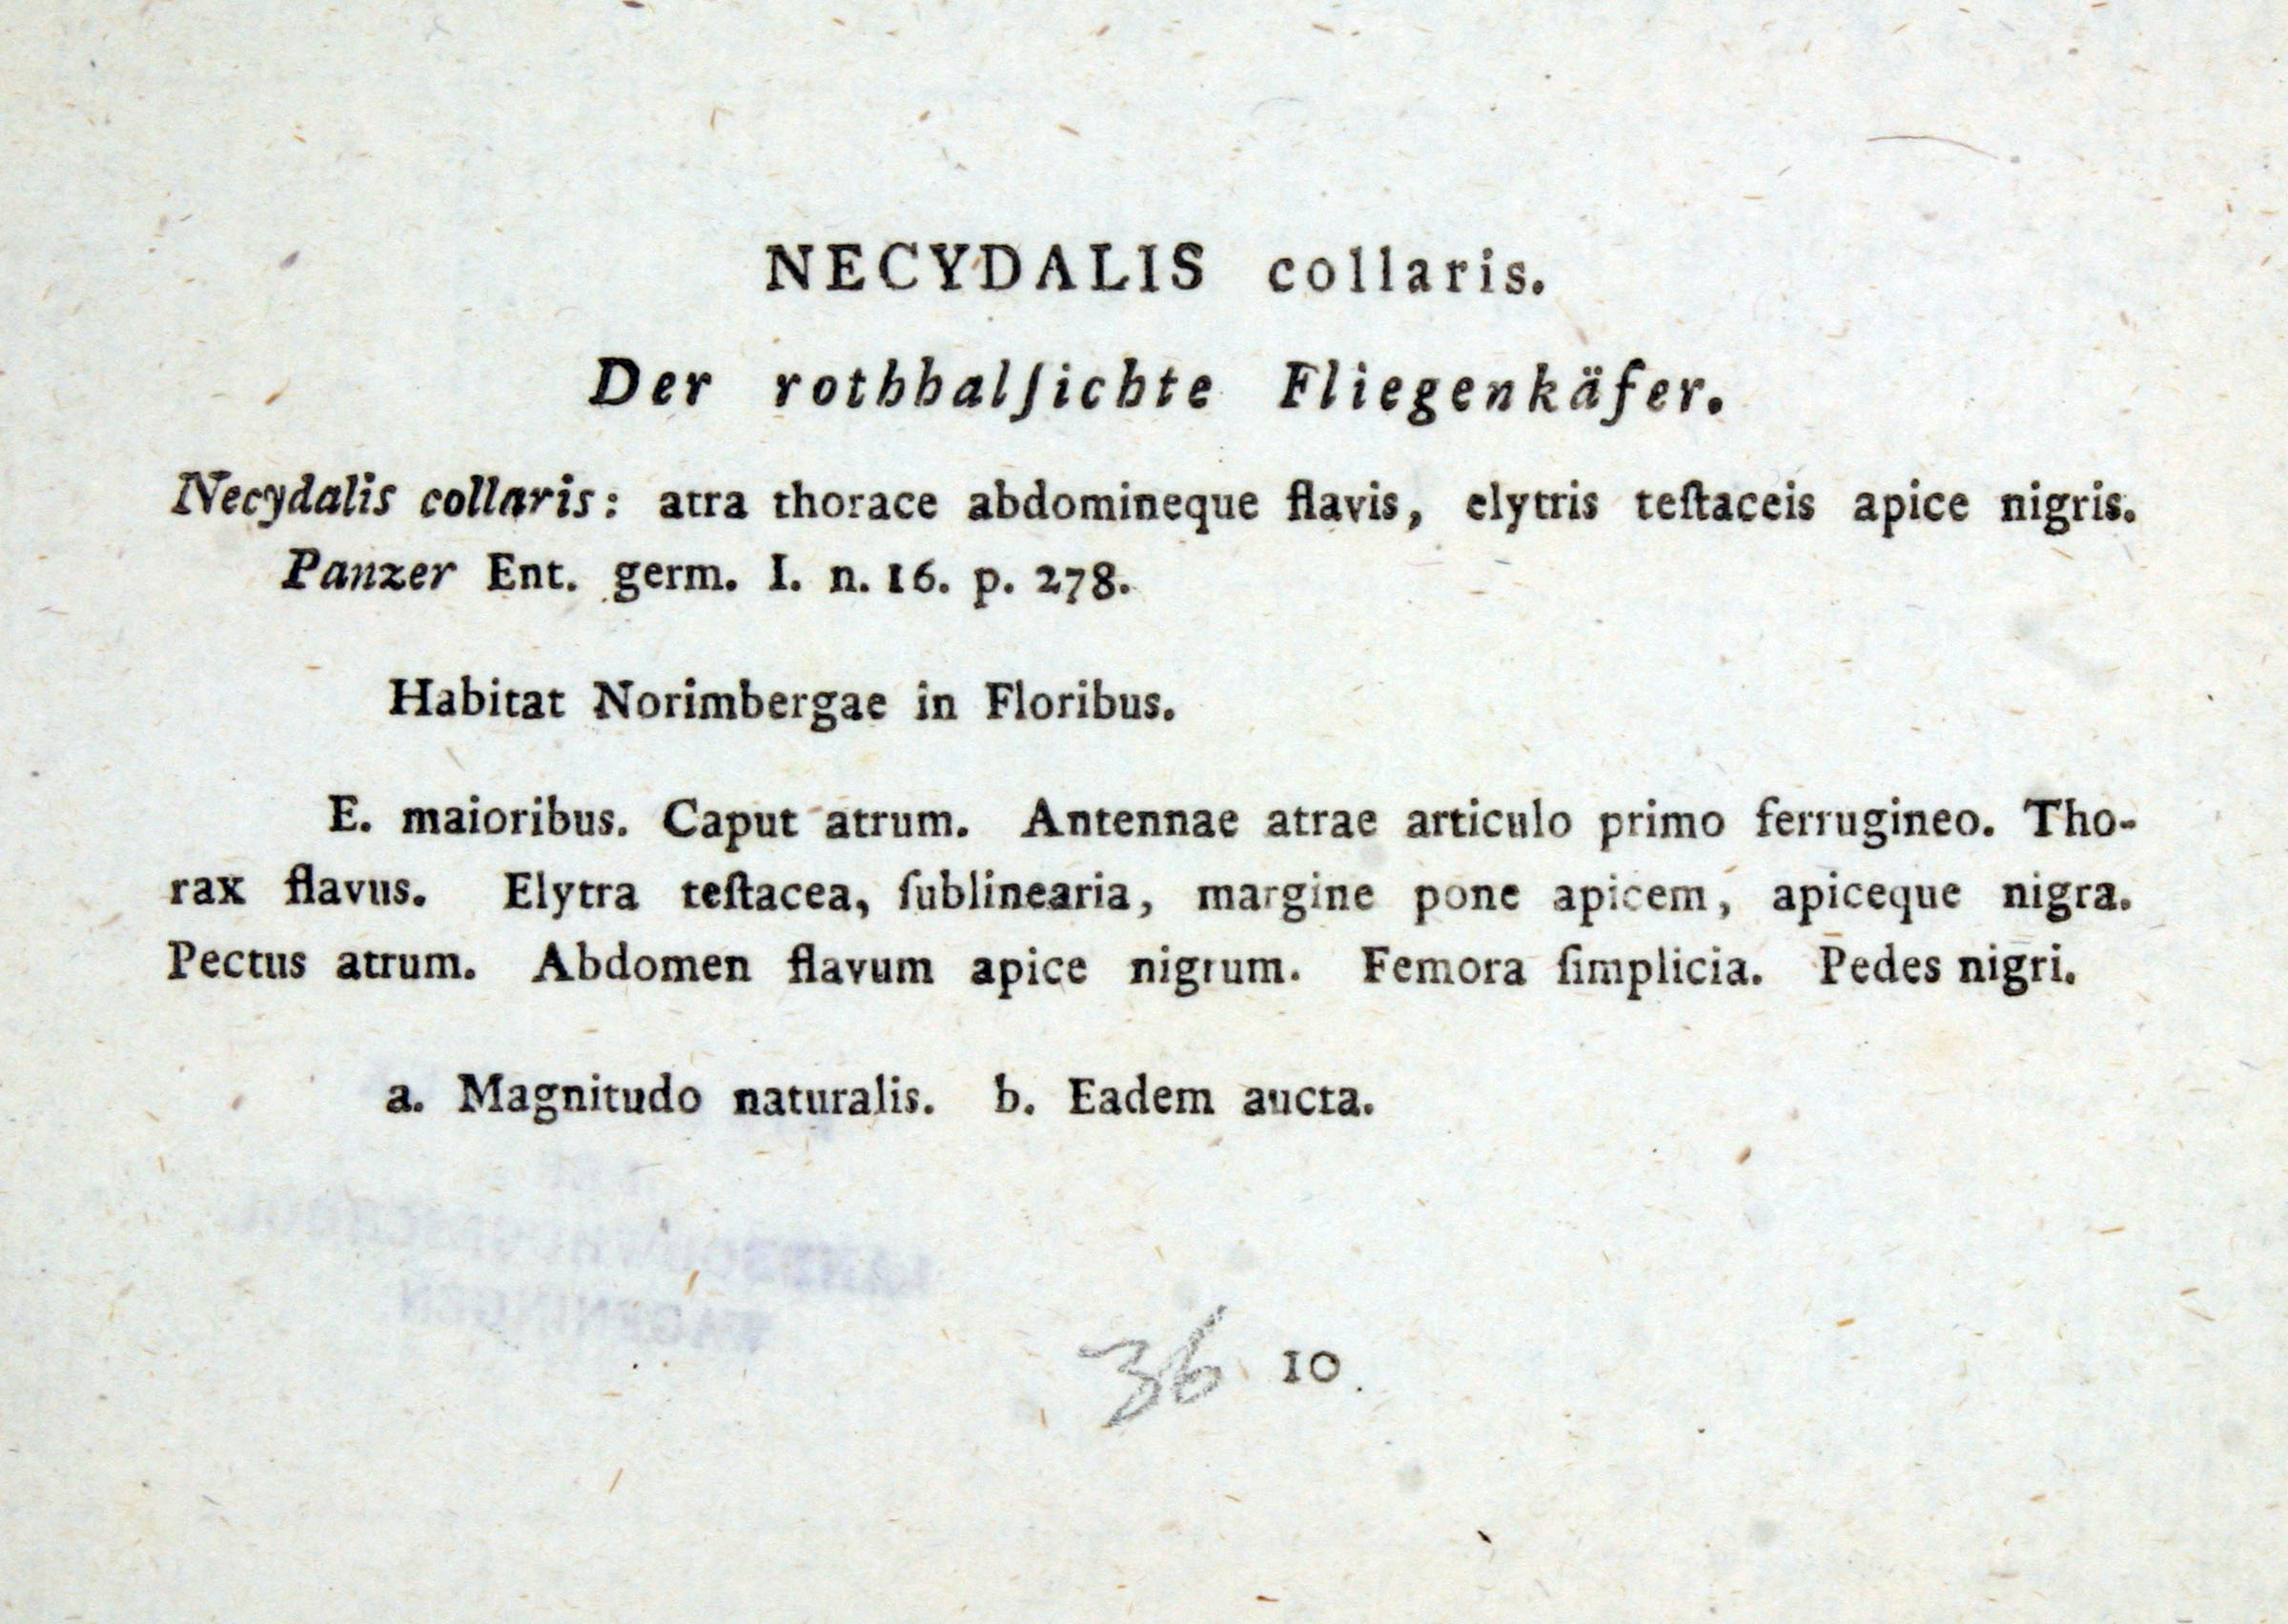 NECYDALIS collaris.
Der rothhalſichte Fliegenkäfer.
Necydalis collaris: atra thorace abdomineque flavis, elytris teſtaceis apice nigris.
Panzer Ent. germ. I. n. 16. p. 278.
Habitat Norimbergae in Floribus.
E. maioribus. Caput atrum. Antennae atrae articulo primo ferrugineo. Tho-
rax flavus. Elytra teſtacea, ſublinearia, margine pone apicem, apiceque nigra.
Pectus atrum. Abdomen flavum apice nigrum. Femora ſimplicia. Pedes nigri.
a. Magnitudo naturalis. b. Eadem aucta.
WAGENINGEN
36 10.